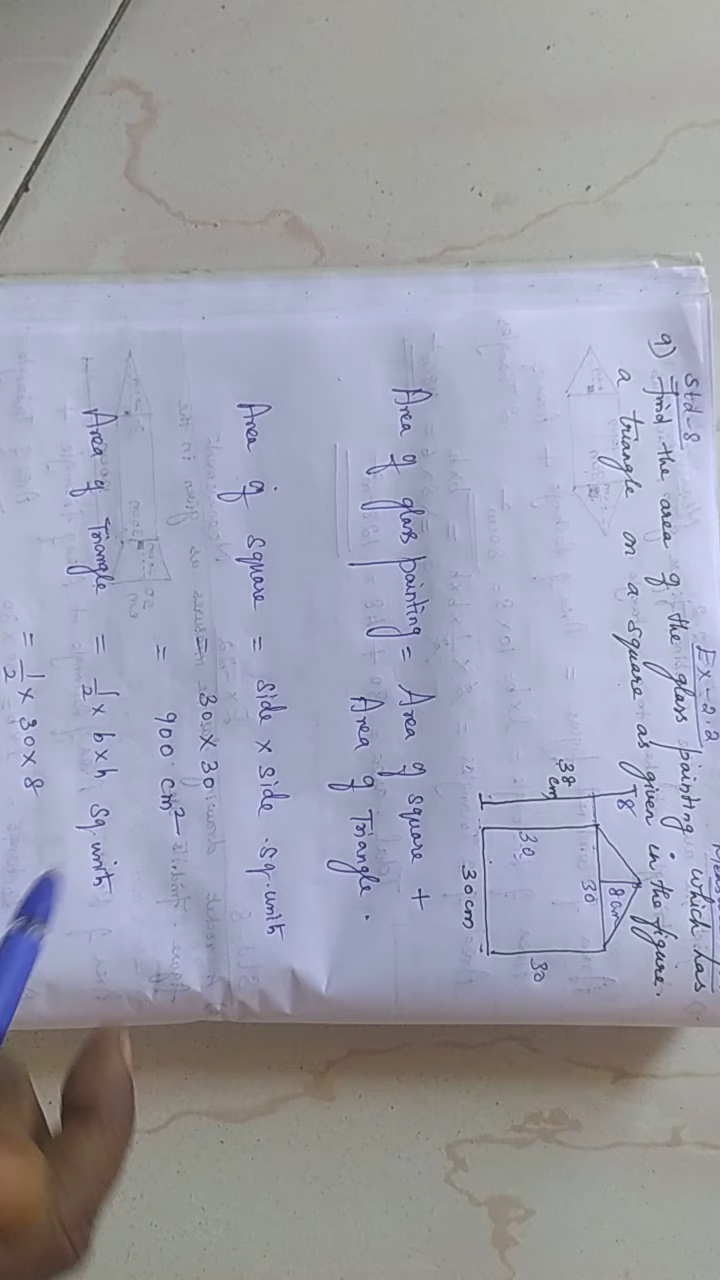 Std-8
Ex-2.2
9) Find the area of the glass painting which has
a triangle on a square as given in the figure.
8
8cm
30
38
cm
30
30
30cm
Area of glass painting = Area of square +
Area of Triangle.
Area of square = side x side sq.unit
30 x 30
= 900 cm²
Area of Triangle = 1/2 x b x h sq.units
= 1/2 x 30 x 8